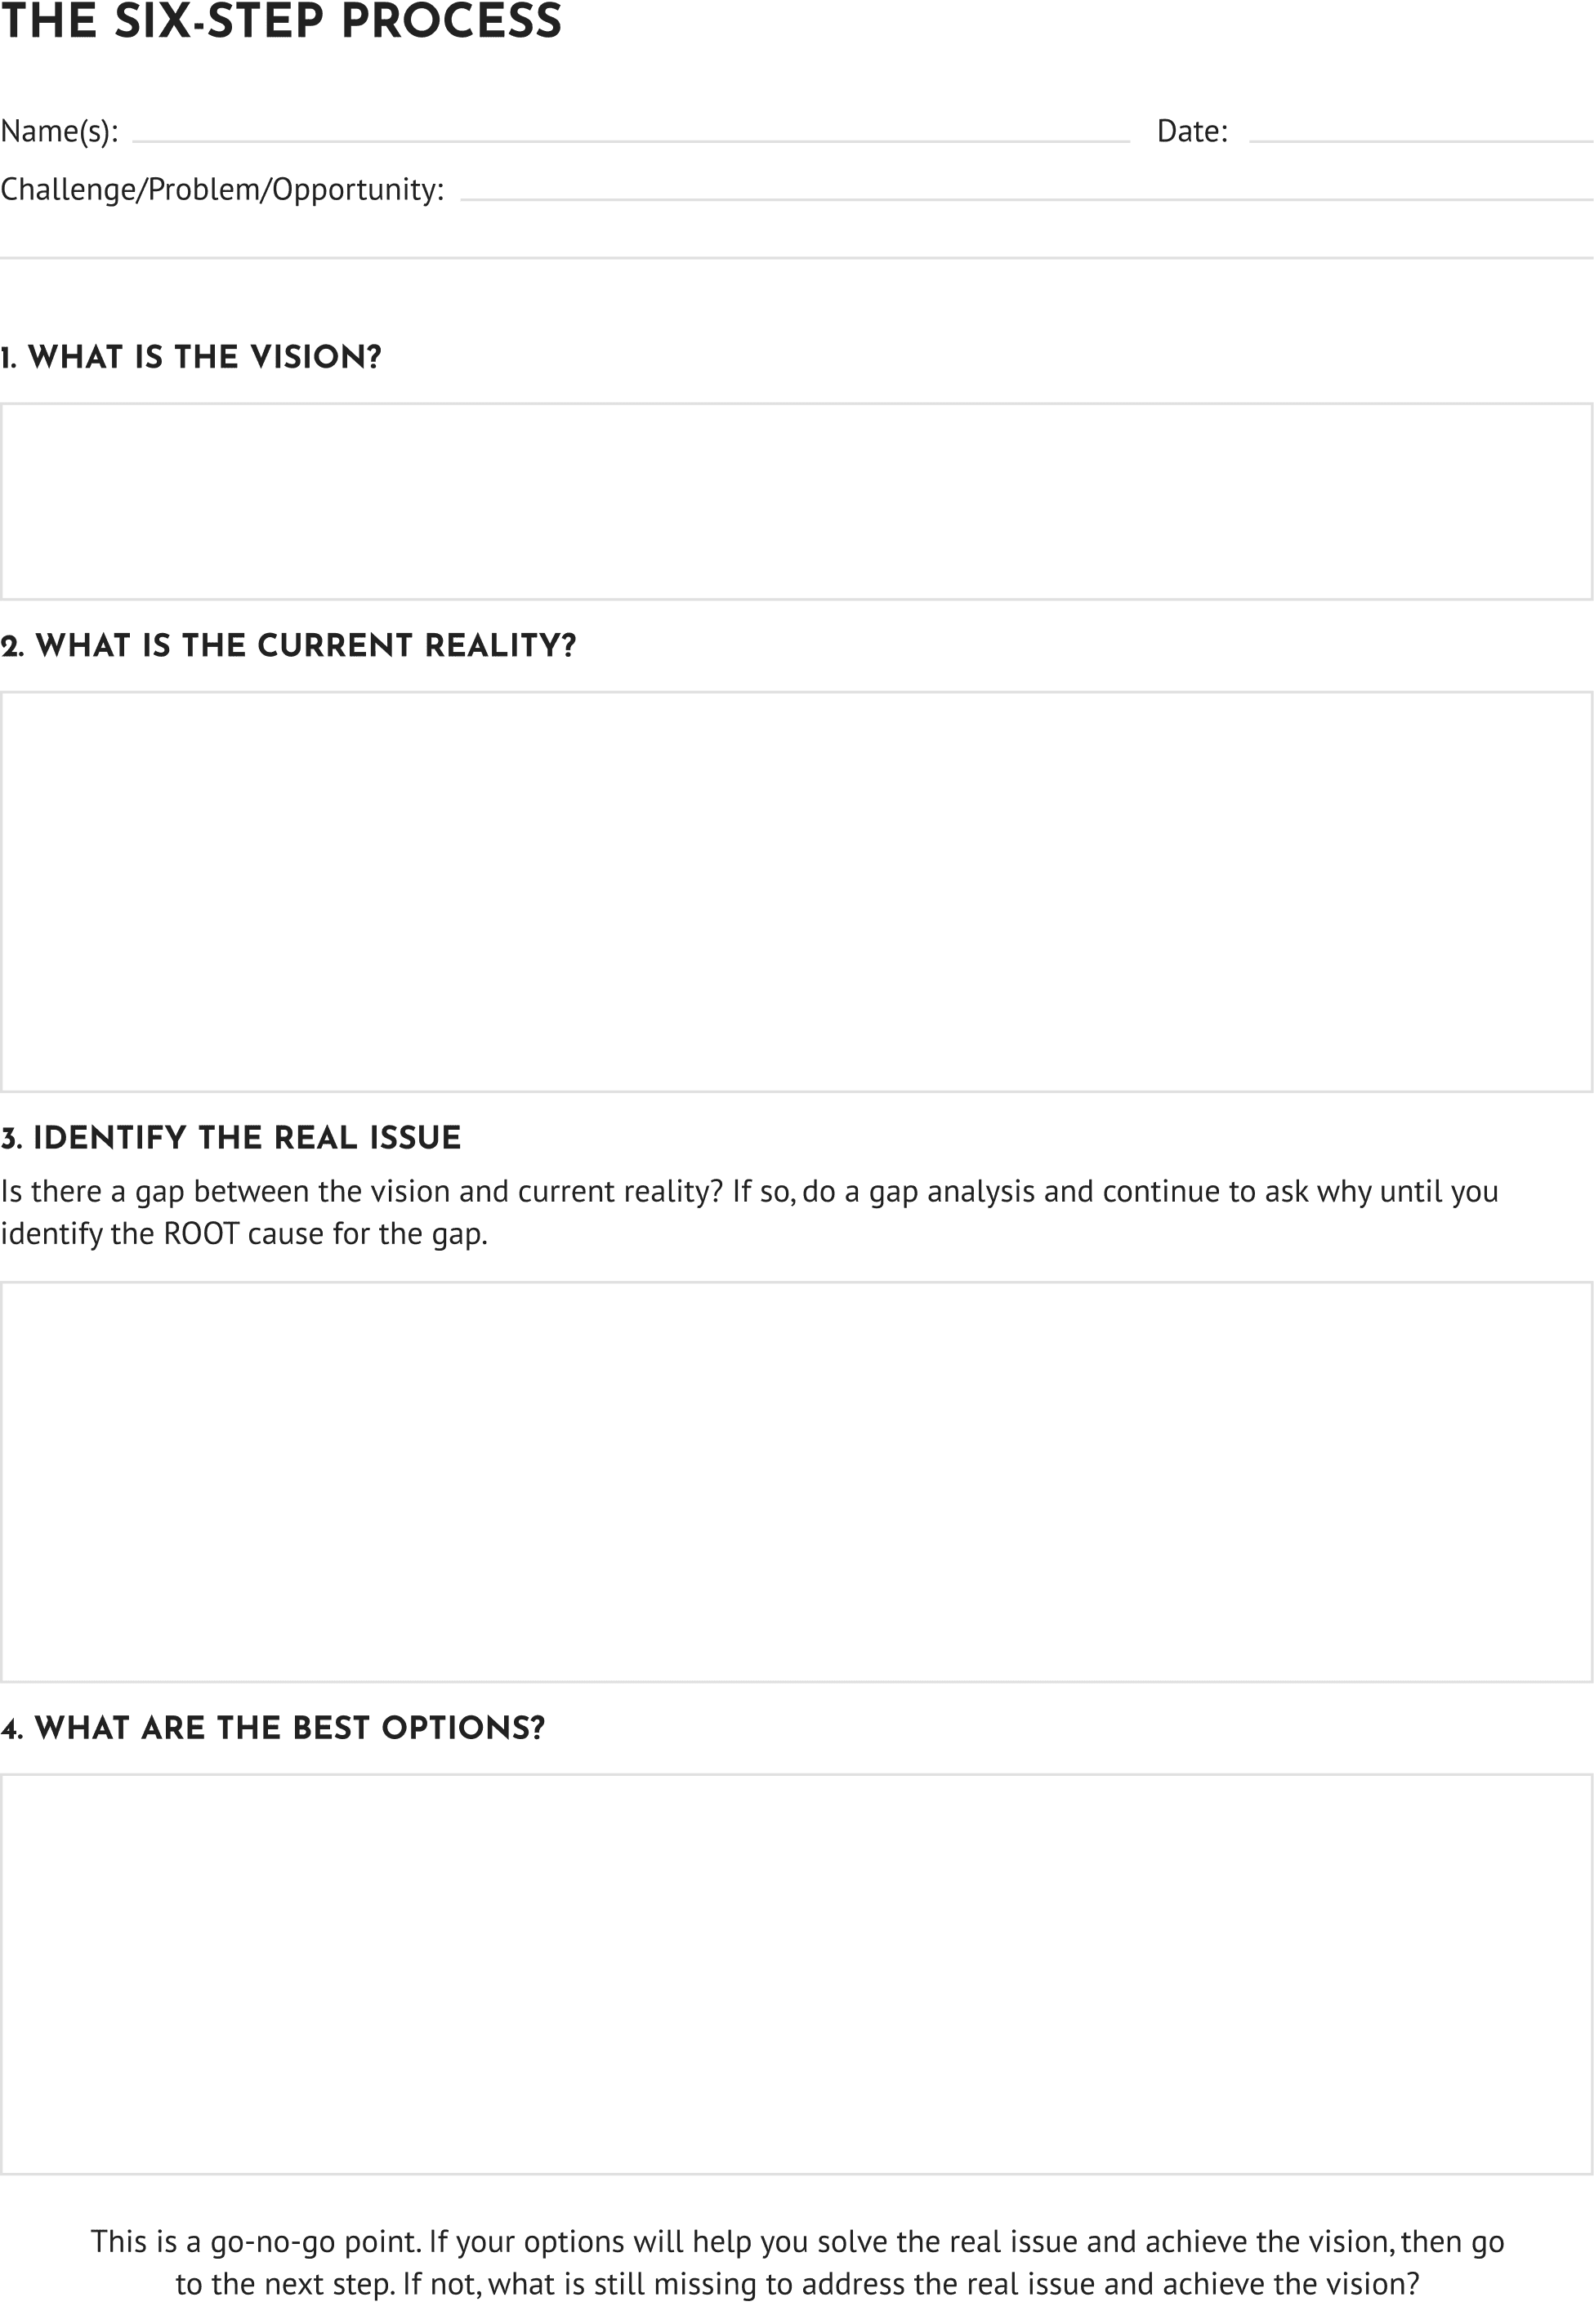 THE SIX-STEP PROCESS
Name(s): Date:
Challenge/Problem/Opportunity:
1. WHAT IS THE VISION?
2. WHAT IS THE CURRENT REALITY?
3. IDENTIFY THE REAL ISSUE
Is there a gap between the vision and current reality? If so, do a gap analysis and continue to ask why until you
identify the ROOT cause for the gap.
4. WHAT ARE THE BEST OPTIONS?
This is a go-no-go point. If your options will help you solve the real issue and achieve the vision, then go
to the next step. If not, what is still missing to address the real issue and achieve the vision?